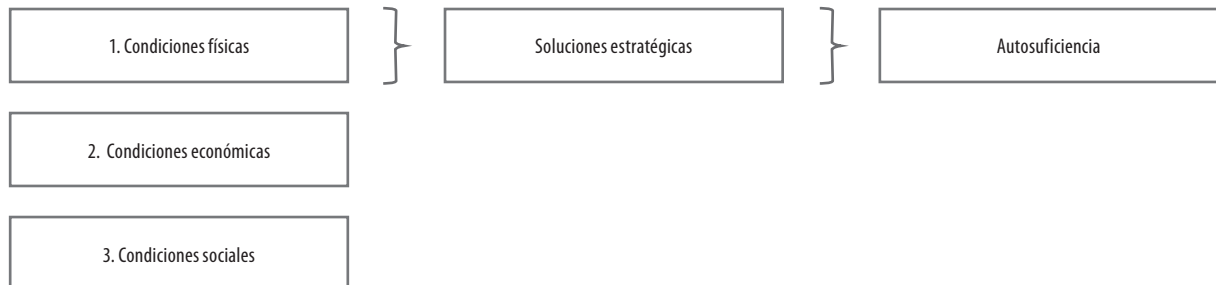 1. Condiciones físicas
Soluciones estratégicas
Autosuficiencia
2. Condiciones económicas
3. Condiciones sociales